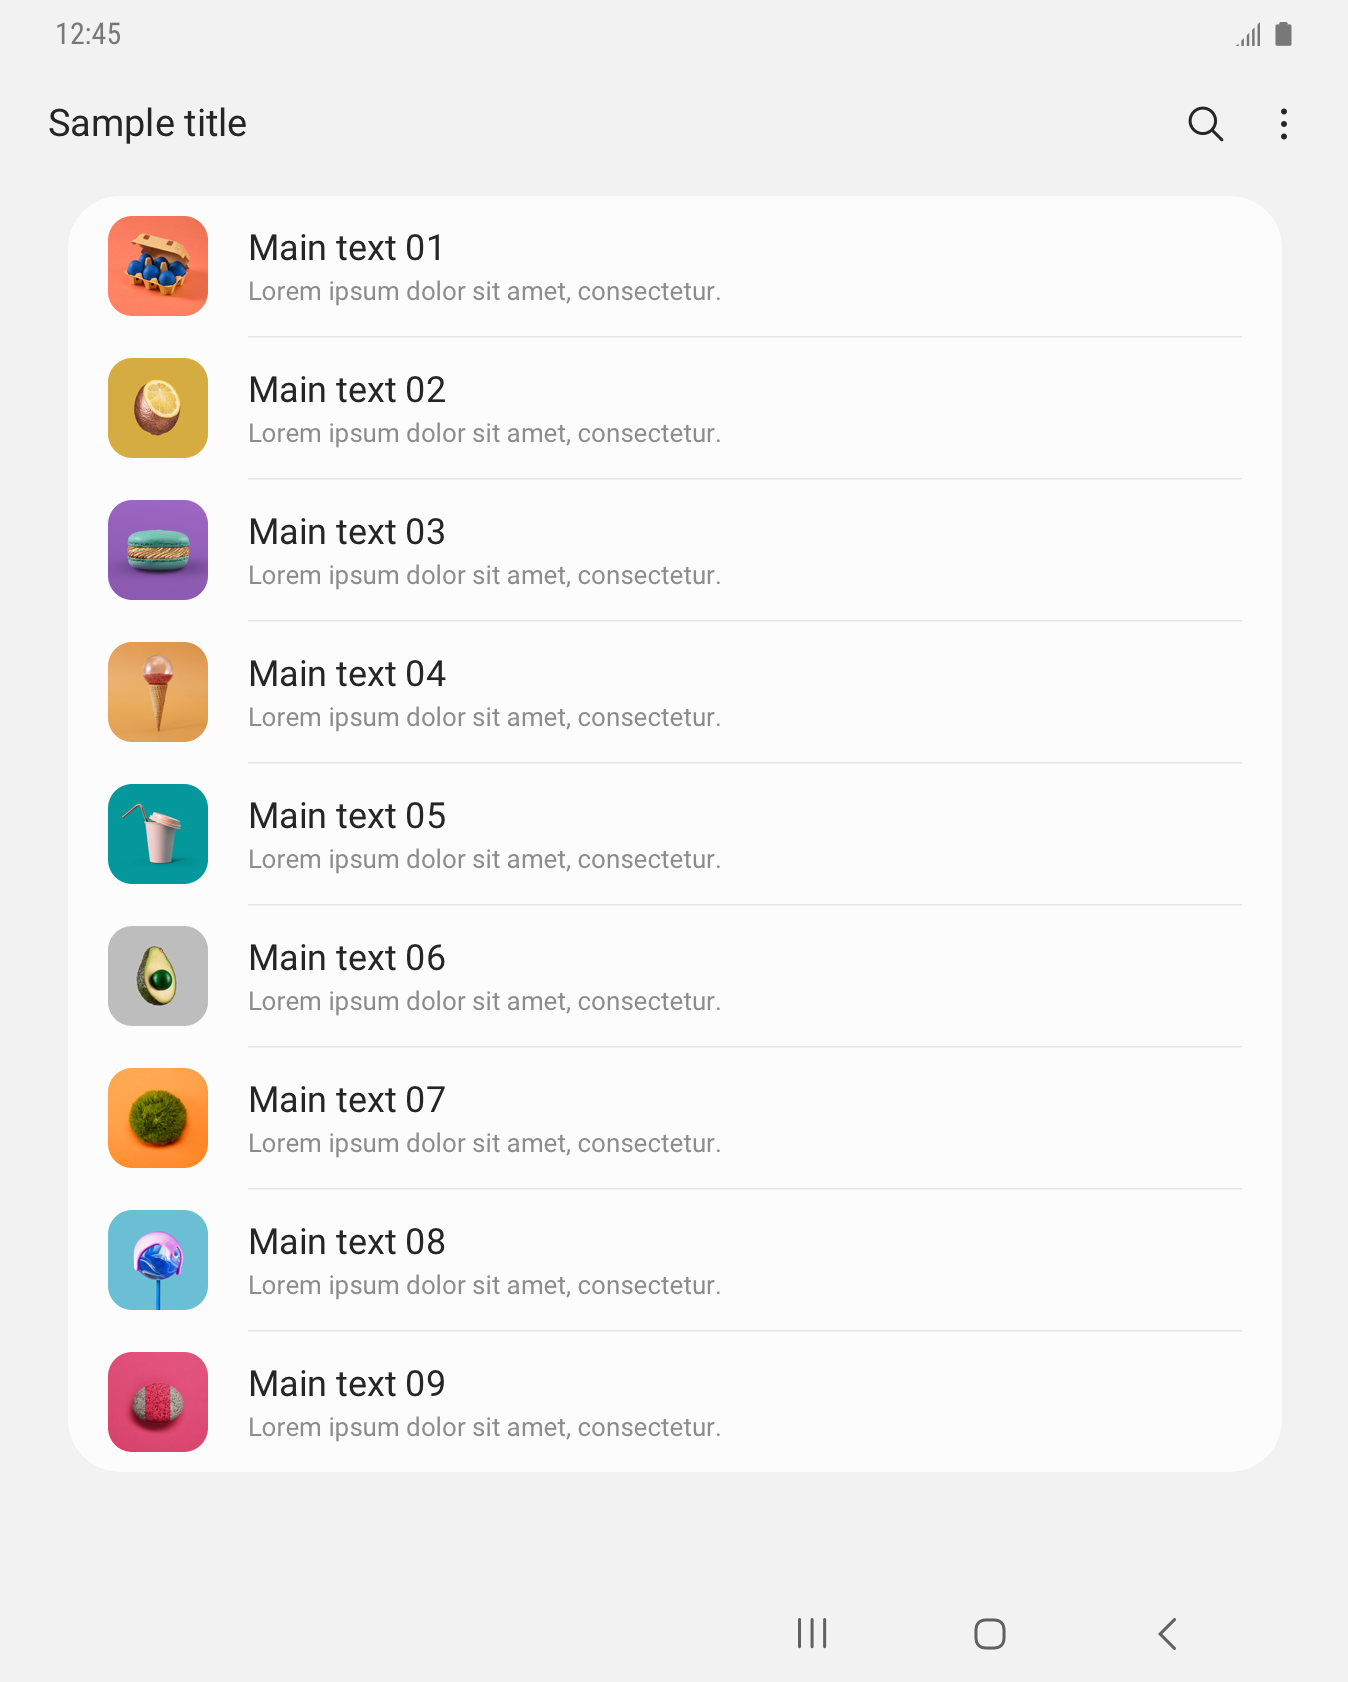 12:45
Sample title
Main text 01
Lorem ipsum dolor sit amet, consectetur.
Main text 02
Lorem ipsum dolor sit amet, consectetur.
Main text 03
Lorem ipsum dolor sit amet, consectetur.
Main text 04
Lorem ipsum dolor sit amet, consectetur.
Main text 05
Lorem ipsum dolor sit amet, consectetur.
Main text 06
Lorem ipsum dolor sit amet, consectetur.
Main text 07
Lorem ipsum dolor sit amet, consectetur.
Main text 08
Lorem ipsum dolor sit amet, consectetur.
Main text 09
Lorem ipsum dolor sit amet, consectetur.